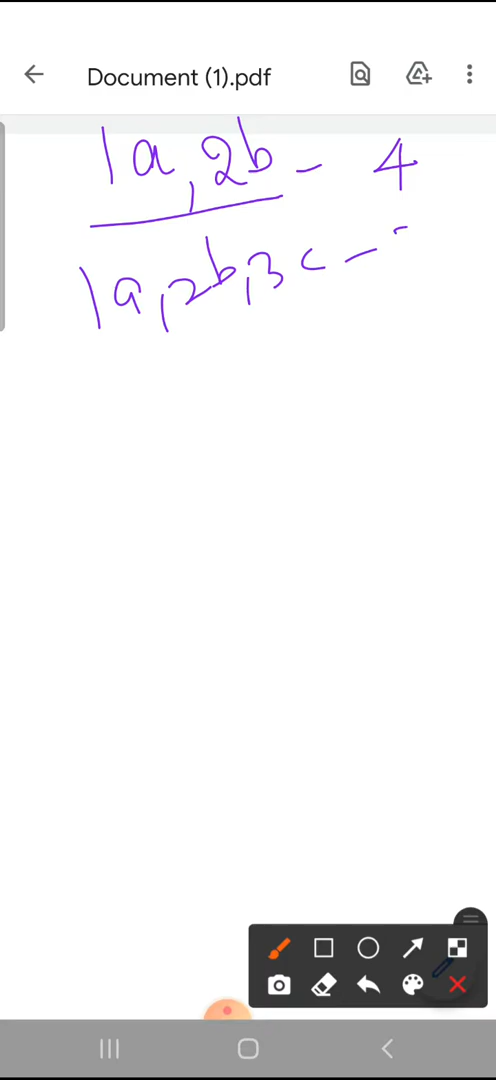 Document (1).pdf
1a, 2b - 4
1a, 2b, 3c -